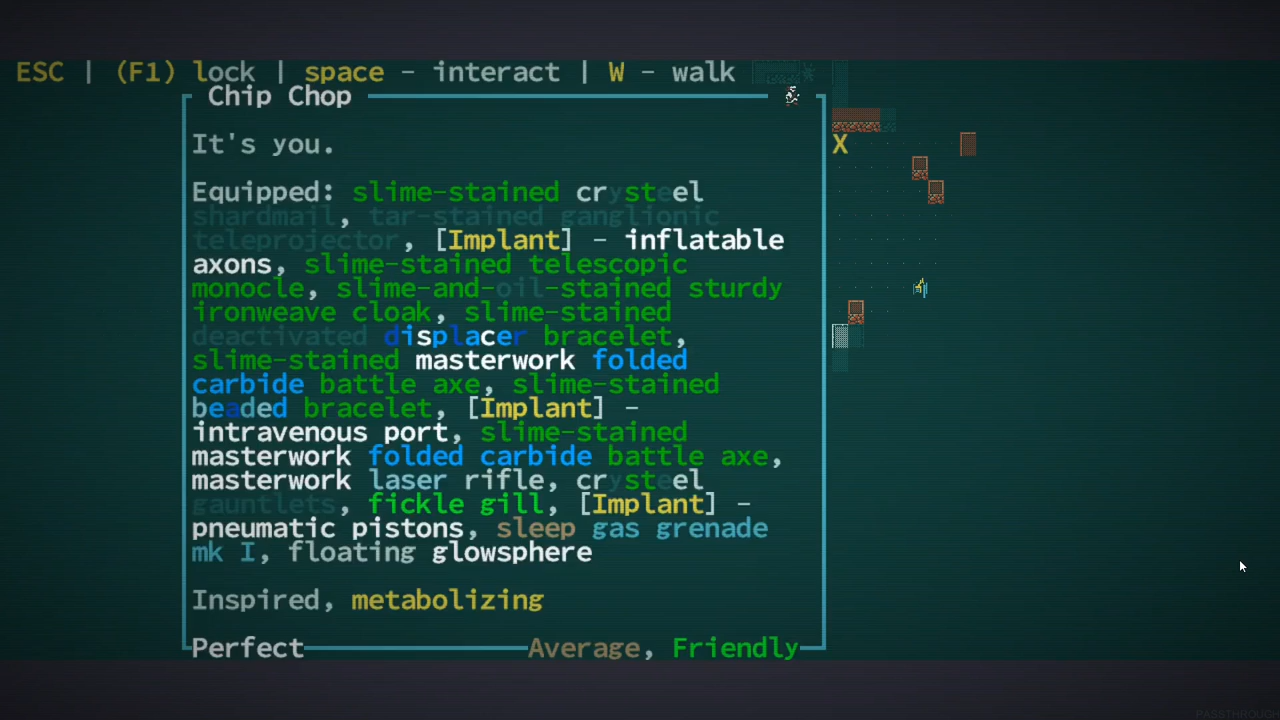 ESC | (F1) lock | space - interact | W - walk
Chip Chop
It's you.
X
Equipped: slime-stained crysteel
shardmail, tar-stained ganglionic
teleprojector, [Implant] - inflatable
axons, slime-stained telescopic
monocle, slime-and-oil-stained sturdy
ironweave cloak, slime-stained
deactivated displacer bracelet,
slime-stained masterwork folded
carbide battle axe, slime-stained
beaded bracelet, [Implant] -
intravenous port, slime-stained
masterwork folded carbide battle axe,
masterwork laser rifle, crysteel
gauntlets, fickle gill, [Implant] -
pneumatic pistons, sleep gas grenade
mk I, floating glowsphere
Inspired, metabolizing
Perfect Average, Friendly